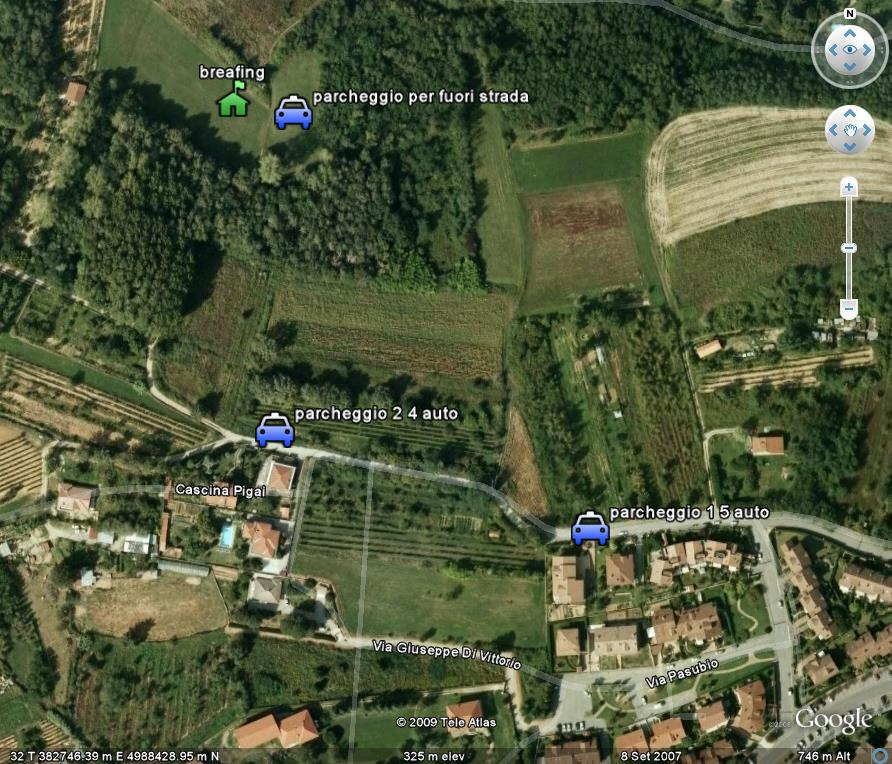 N
breafing
parcheggio per fuori strada
parcheggio 2 4 auto
Cascina Pigai
parcheggio 1 5 auto
Via Giuseppe Di Vittorio
Via Pasubio
© 2009 Tele Atlas
©2008 Google
32 T 382746.39 m E 4988428.95 m N
325 m elev
8 Set 2007
746 m Alt